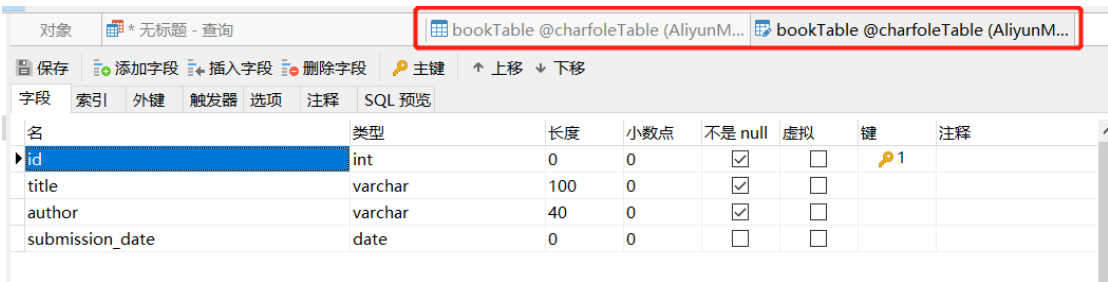 对象 * 无标题 - 查询 bookTable @charfoleTable (AliyunM... bookTable @charfoleTable (AliyunM...
保存 添加字段 插入字段 删除字段 主键 ↑ 上移 ↓ 下移
字段 索引 外键 触发器 选项 注释 SQL 预览
名 类型 长度 小数点 不是 null 虚拟 键 注释
id int 0 0 1
title varchar 100 0
author varchar 40 0
submission_date date 0 0